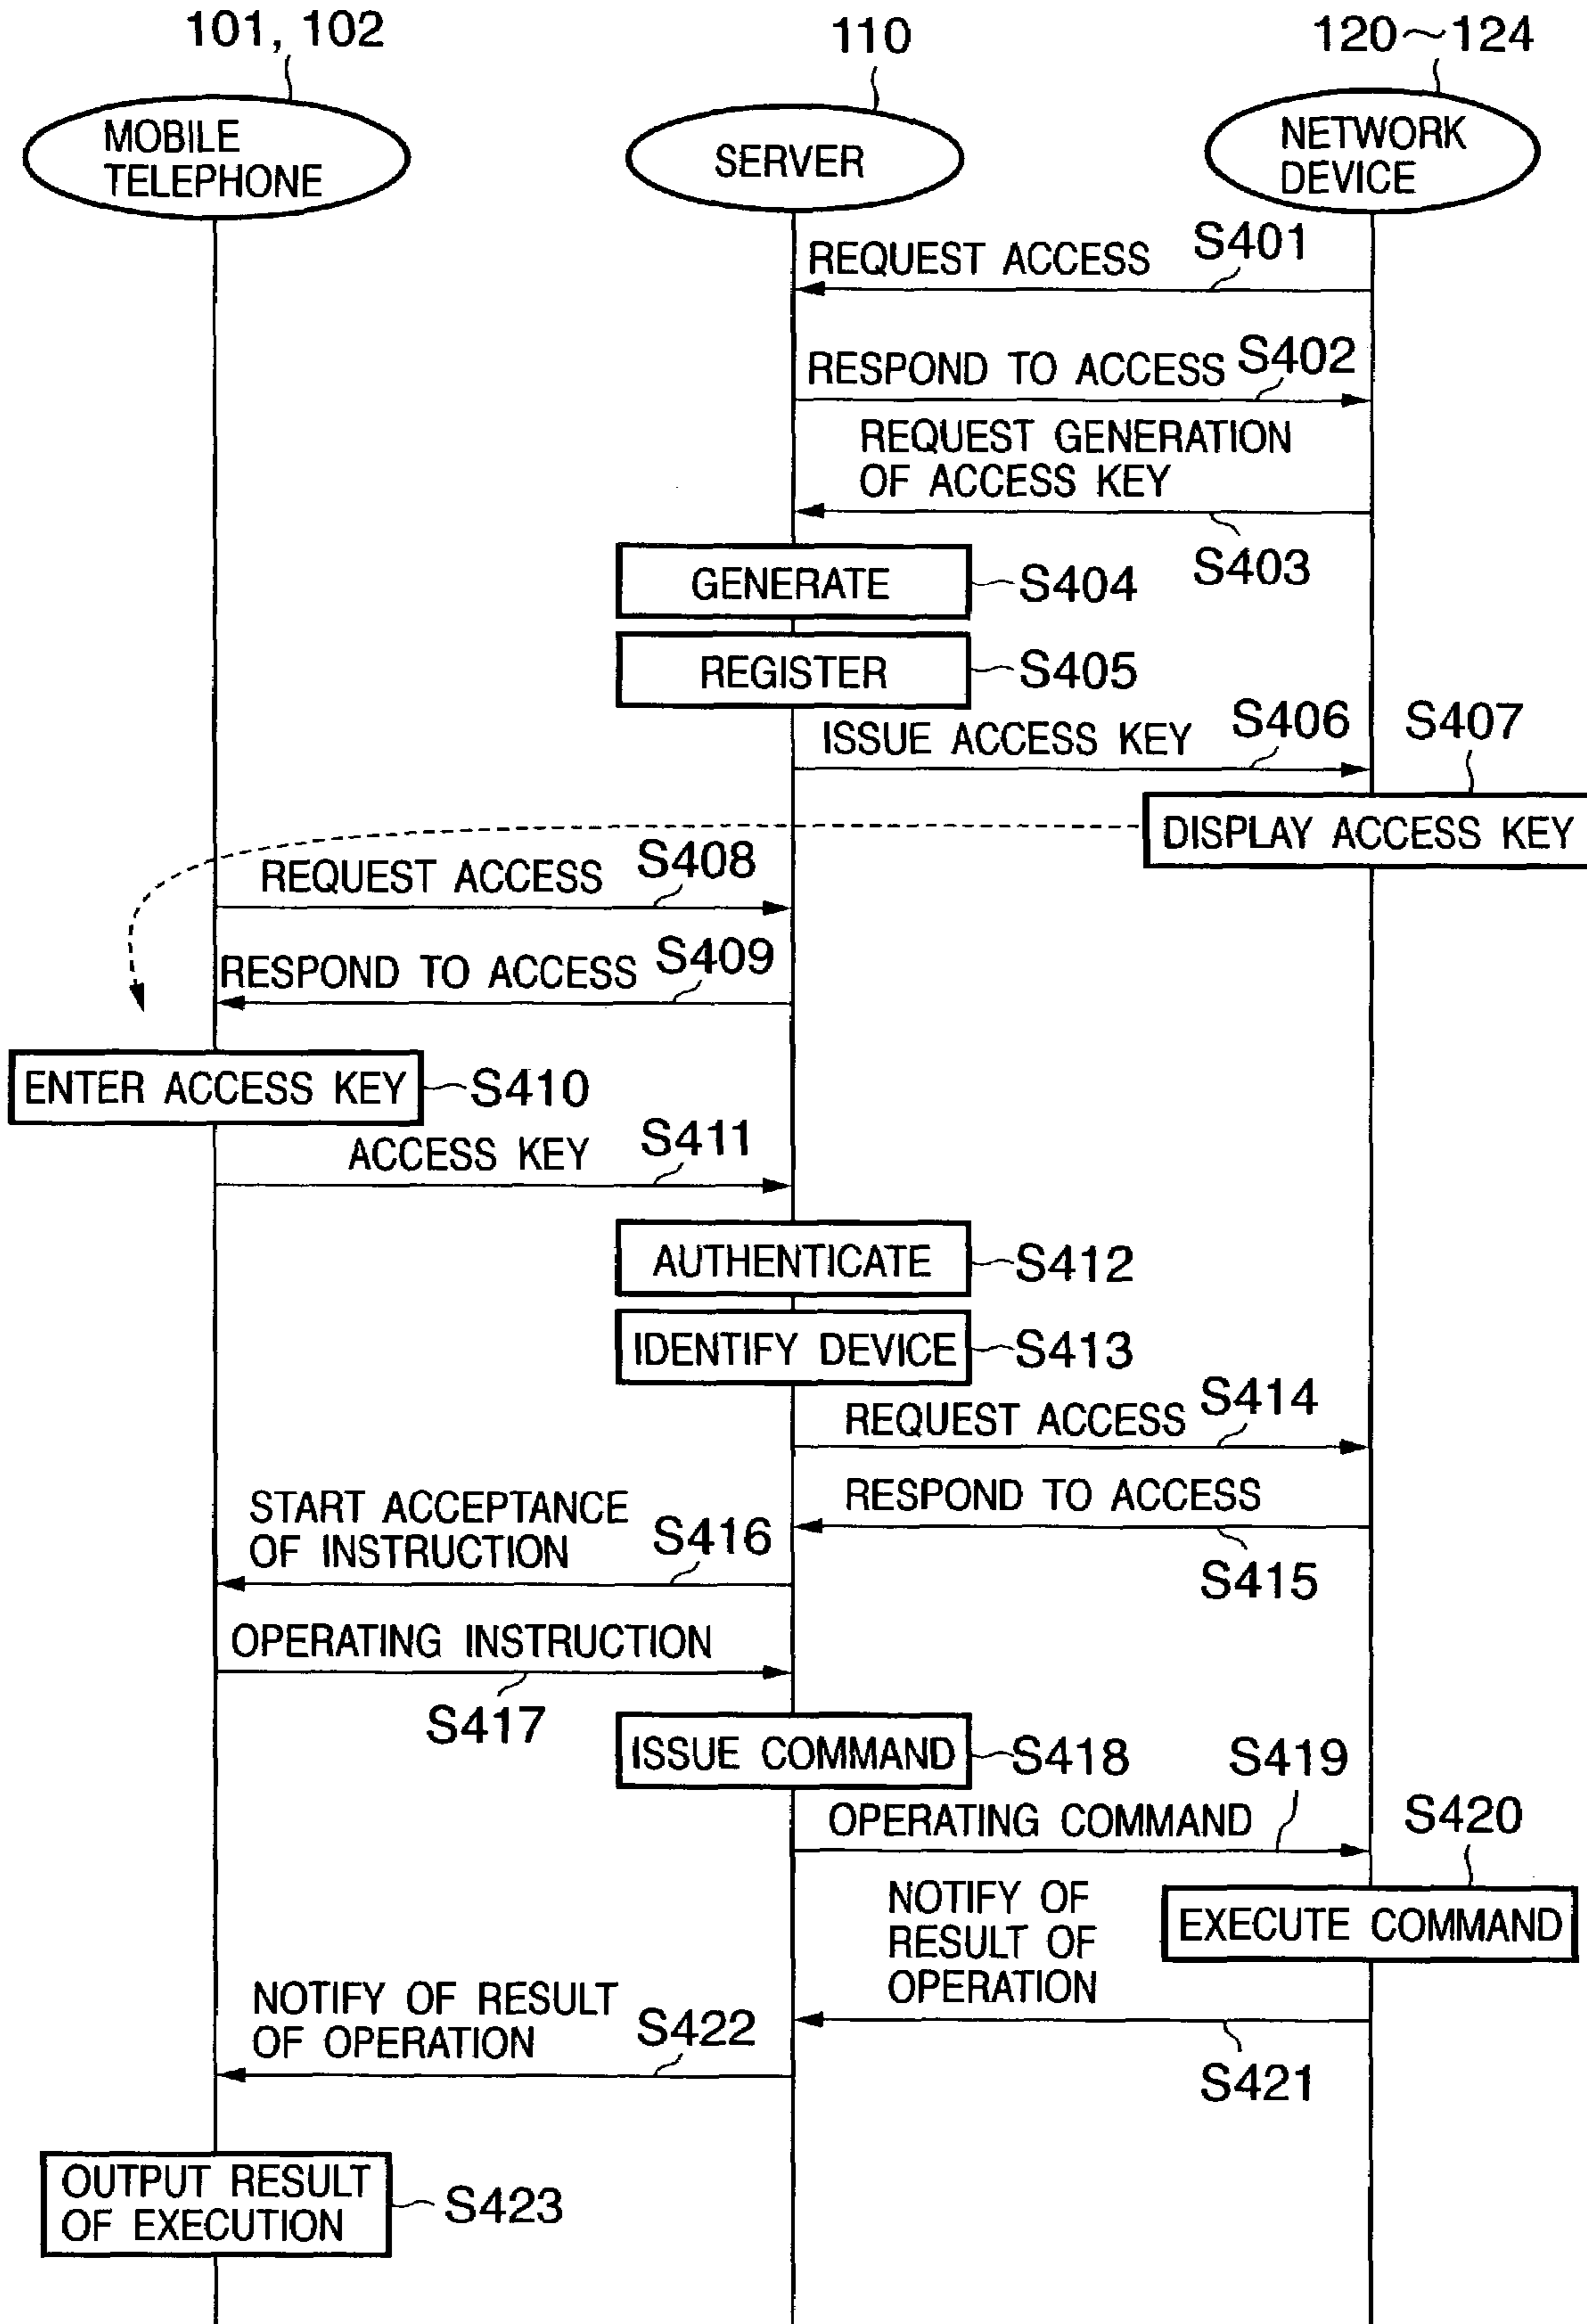 101, 102
110
120～124
MOBILE
TELEPHONE
SERVER
NETWORK
DEVICE
REQUEST ACCESS
S401
RESPOND TO ACCESS
S402
REQUEST GENERATION
OF ACCESS KEY
S403
GENERATE
S404
REGISTER
S405
ISSUE ACCESS KEY
S406
S407
DISPLAY ACCESS KEY
REQUEST ACCESS
S408
RESPOND TO ACCESS
S409
ENTER ACCESS KEY
S410
ACCESS KEY
S411
AUTHENTICATE
S412
IDENTIFY DEVICE
S413
REQUEST ACCESS
S414
RESPOND TO ACCESS
S415
START ACCEPTANCE
OF INSTRUCTION
S416
OPERATING INSTRUCTION
S417
ISSUE COMMAND
S418
OPERATING COMMAND
S419
S420
EXECUTE COMMAND
NOTIFY OF
RESULT OF
OPERATION
S421
NOTIFY OF RESULT
OF OPERATION
S422
OUTPUT RESULT
OF EXECUTION
S423